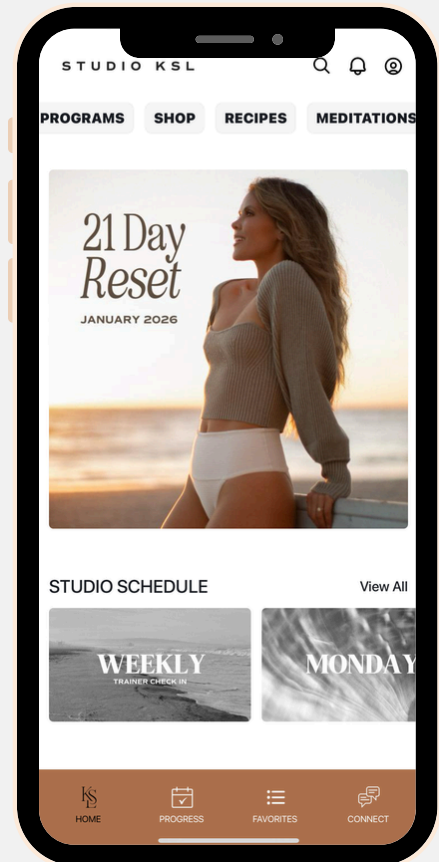 STUDIO KSL
PROGRAMS SHOP RECIPES MEDITATIONS
21 Day
Reset
JANUARY 2026
STUDIO SCHEDULE View All
WEEKLY
TRAINER CHECK IN
MONDAY
KSL
HOME PROGRESS FAVORITES CONNECT